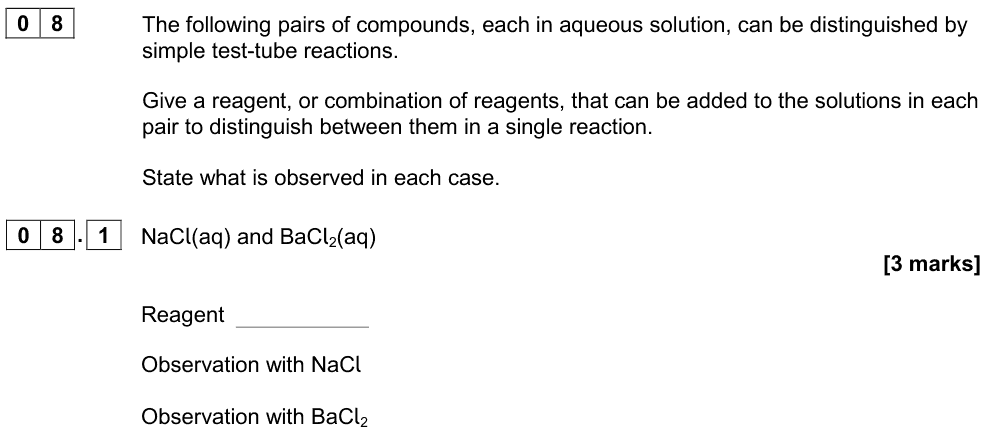 0 8 The following pairs of compounds, each in aqueous solution, can be distinguished by
simple test-tube reactions.
Give a reagent, or combination of reagents, that can be added to the solutions in each
pair to distinguish between them in a single reaction.
State what is observed in each case.
0 8 . 1 NaCl(aq) and BaCl₂(aq)
[3 marks]
Reagent
Observation with NaCl
Observation with BaCl₂